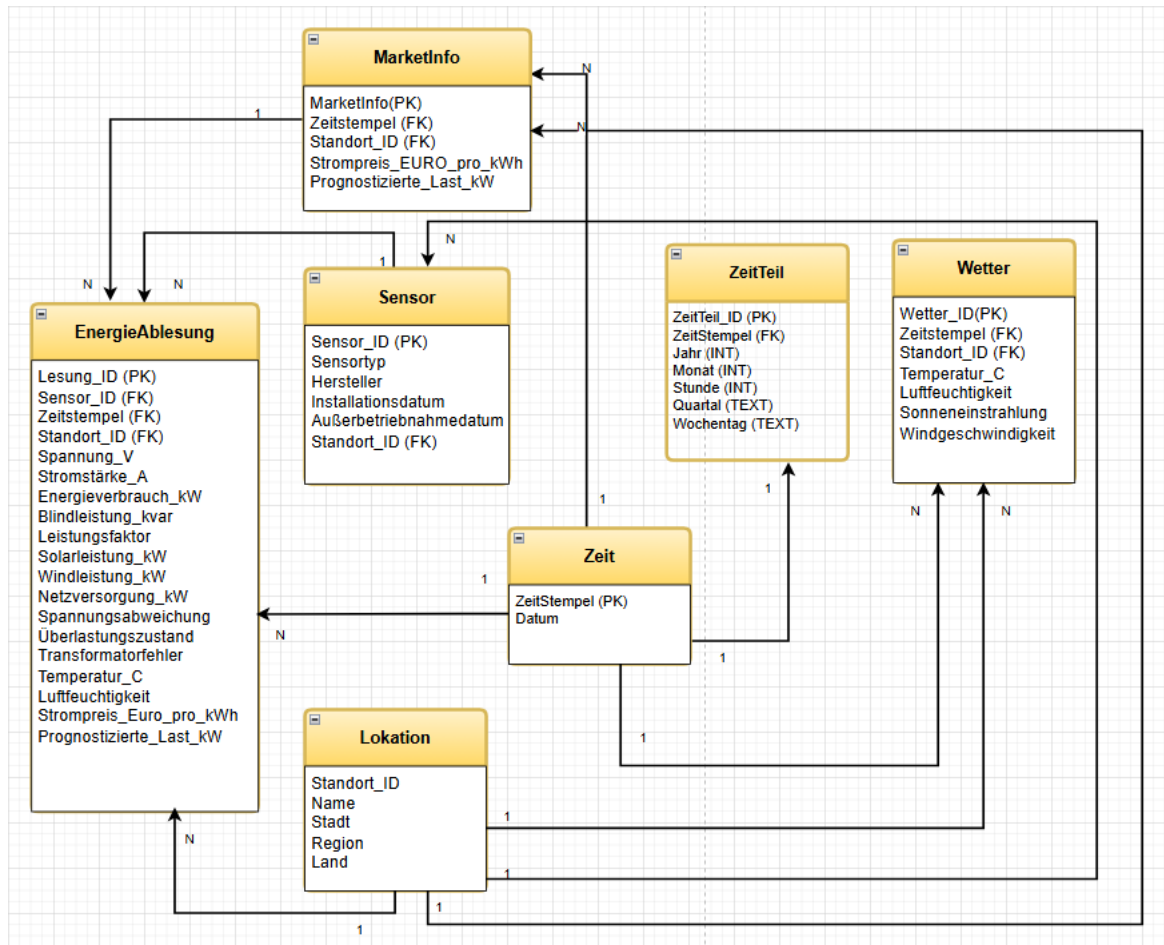 MarketInfo
MarketInfo(PK)
Zeitstempel (FK)
Standort_ID (FK)
Strompreis_EURO_pro_kWh
Prognostizierte_Last_kW
N
N
1
N
N
1
N
Sensor
Sensor_ID (PK)
Sensortyp
Hersteller
Installationsdatum
Außerbetriebnahmedatum
Standort_ID (FK)
ZeitTeil
ZeitTeil_ID (PK)
ZeitStempel (FK)
Jahr (INT)
Monat (INT)
Stunde (INT)
Quartal (TEXT)
Wochentag (TEXT)
Wetter
Wetter_ID(PK)
Zeitstempel (FK)
Standort_ID (FK)
Temperatur_C
Luftfeuchtigkeit
Sonneneinstrahlung
Windgeschwindigkeit
EnergieAblesung
Lesung_ID (PK)
Sensor_ID (FK)
Zeitstempel (FK)
Standort_ID (FK)
Spannung_V
Stromstärke_A
Energieverbrauch_kW
Blindleistung_kvar
Leistungsfaktor
Solarleistung_kW
Windleistung_kW
Netzversorgung_kW
Spannungsabweichung
Überlastungszustand
Transformatorfehler
Temperatur_C
Luftfeuchtigkeit
Strompreis_Euro_pro_kWh
Prognostizierte_Last_kW
1
1
N
N
Zeit
ZeitStempel (PK)
Datum
1
N
1
1
Lokation
Standort_ID
Name
Stadt
Region
Land
1
1
N
1
1